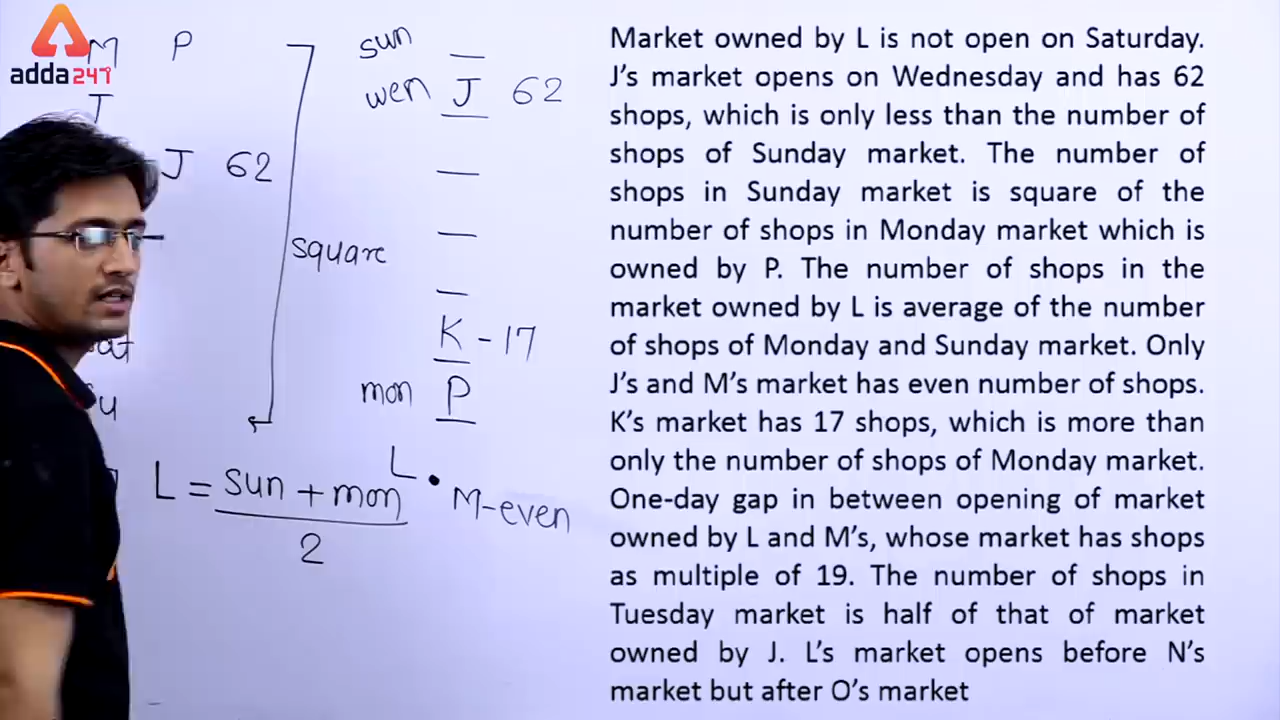 adda247
M P
J
J 62
square
sat
su
sun
wen J 62
K - 17
mon P
L = sun + mon
2
L • M-even
Market owned by L is not open on Saturday.
J's market opens on Wednesday and has 62
shops, which is only less than the number of
shops of Sunday market. The number of
shops in Sunday market is square of the
number of shops in Monday market which is
owned by P. The number of shops in the
market owned by L is average of the number
of shops of Monday and Sunday market. Only
J's and M's market has even number of shops.
K's market has 17 shops, which is more than
only the number of shops of Monday market.
One-day gap in between opening of market
owned by L and M's, whose market has shops
as multiple of 19. The number of shops in
Tuesday market is half of that of market
owned by J. L's market opens before N's
market but after O's market